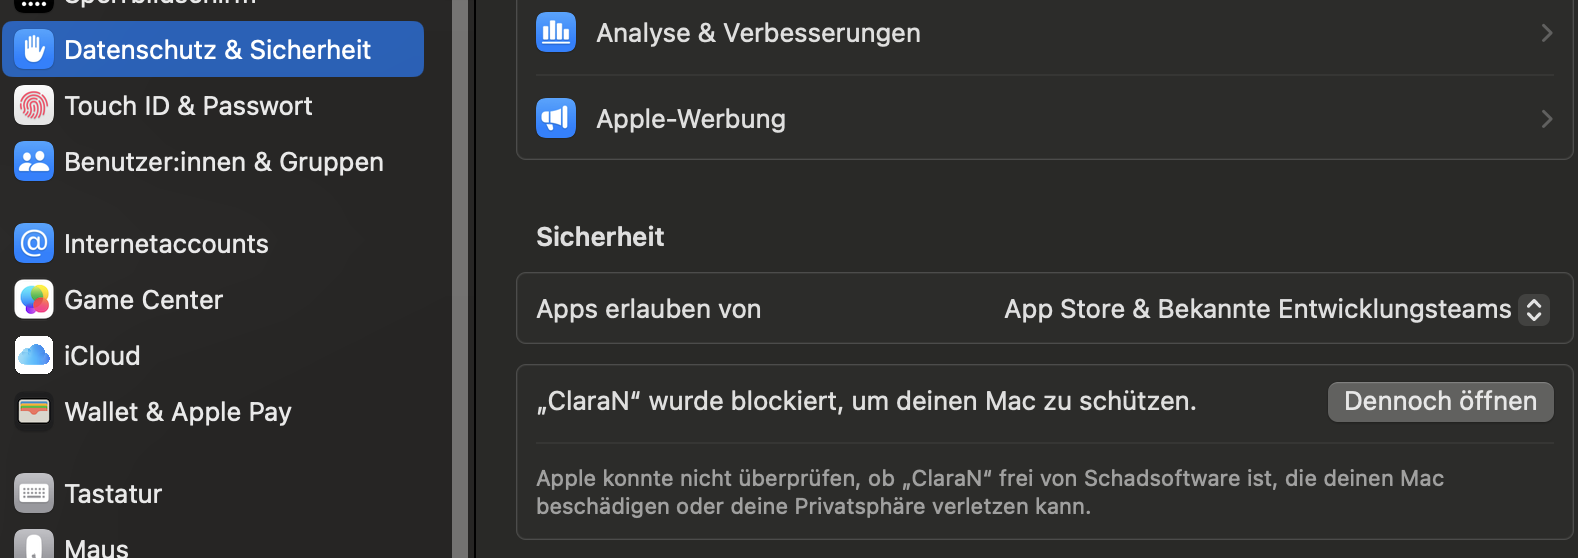 Sperrbildschirm
Datenschutz & Sicherheit
Touch ID & Passwort
Benutzer:innen & Gruppen
Internetaccounts
Game Center
iCloud
Wallet & Apple Pay
Tastatur
Maus
Analyse & Verbesserungen
Apple-Werbung
Sicherheit
Apps erlauben von App Store & Bekannte Entwicklungsteams
„ClaraN“ wurde blockiert, um deinen Mac zu schützen. Dennoch öffnen
Apple konnte nicht überprüfen, ob „ClaraN“ frei von Schadsoftware ist, die deinen Mac
beschädigen oder deine Privatsphäre verletzen kann.